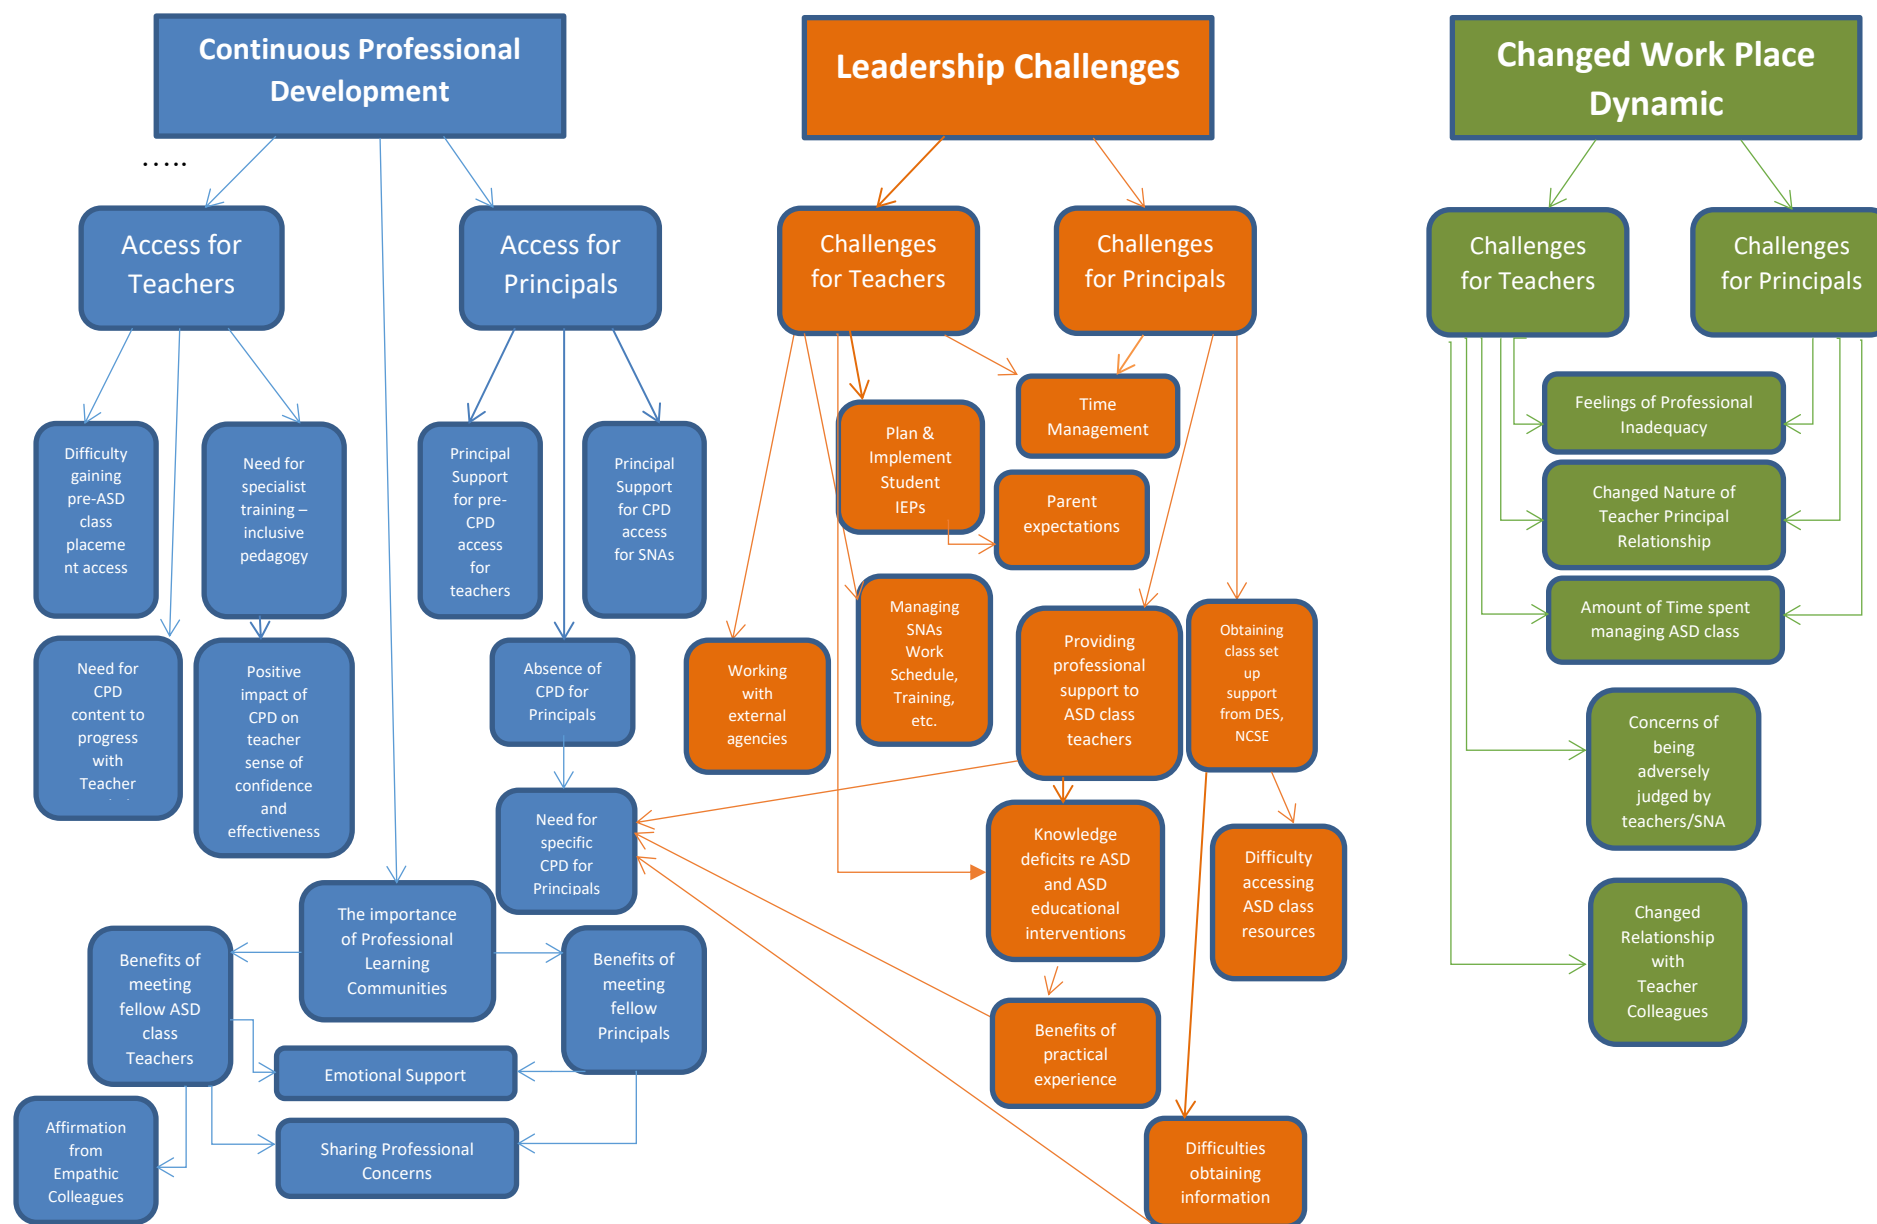 Continuous Professional
Development
.....
Access for
Teachers
Access for
Principals
Difficulty
gaining
pre-ASD
class
placeme
nt access
Need for
specialist
training –
inclusive
pedagogy
Principal
Support
for pre-
CPD
access
for
teachers
Principal
Support
for CPD
access
for SNAs
Need for
CPD
content to
progress
with
Teacher
Positive
impact of
CPD on
teacher
sense of
confidence
and
effectiveness
Absence of
CPD for
Principals
Need for
specific
CPD for
Principals
The importance
of Professional
Learning
Communities
Benefits of
meeting
fellow ASD
class
Teachers
Benefits of
meeting
fellow
Principals
Emotional Support
Sharing Professional
Concerns
Affirmation
from
Empathic
Colleagues
Leadership Challenges
Challenges
for Teachers
Challenges
for Principals
Time
Management
Plan &
Implement
Student
IEPs
Parent
expectations
Working
with
external
agencies
Managing
SNAs
Work
Schedule,
Training,
etc.
Providing
professional
support to
ASD class
teachers
Obtaining
class set
up
support
from DES,
NCSE
Knowledge
deficits re ASD
and ASD
educational
interventions
Difficulty
accessing
ASD class
resources
Benefits of
practical
experience
Difficulties
obtaining
information
Changed Work Place
Dynamic
Challenges
for Teachers
Challenges
for Principals
Feelings of Professional
Inadequacy
Changed Nature of
Teacher Principal
Relationship
Amount of Time spent
managing ASD class
Concerns of
being
adversely
judged by
teachers/SNA
Changed
Relationship
with
Teacher
Colleagues